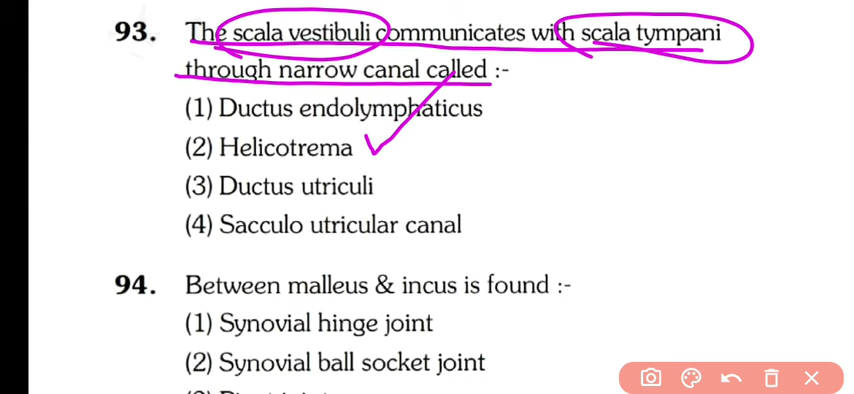 93. The scala vestibuli communicates with scala tympani
through narrow canal called :-
(1) Ductus endolymphaticus
(2) Helicotrema
(3) Ductus utriculi
(4) Sacculo utricular canal
94. Between malleus & incus is found :-
(1) Synovial hinge joint
(2) Synovial ball socket joint